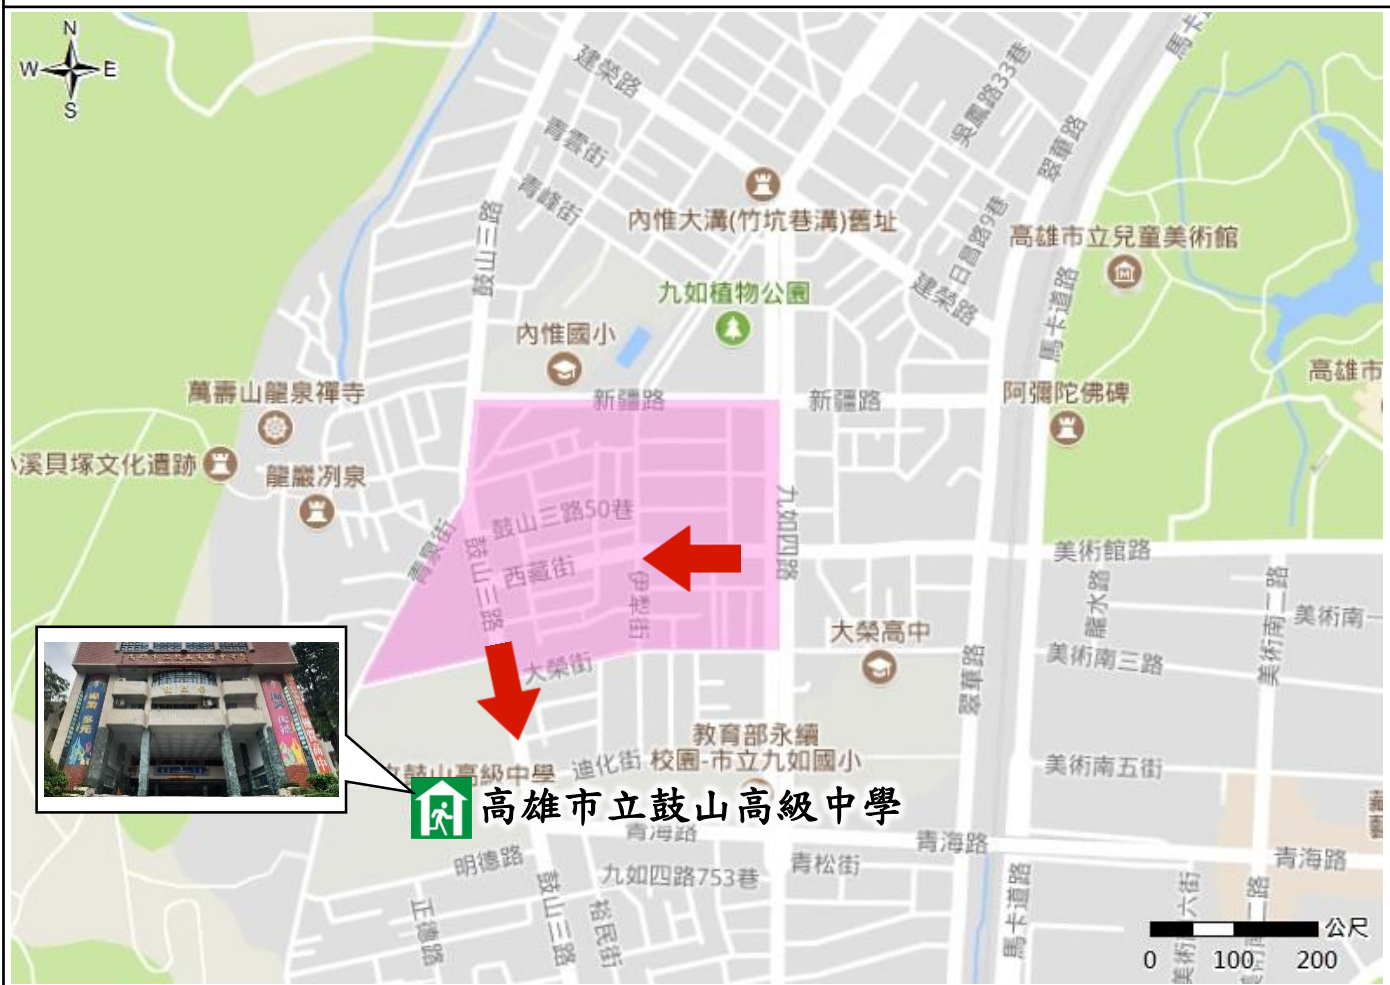 N
W
E
S
馬卡
建榮路
吳鳳路33巷
青雲街
翠華路
青峰街
鼓山三路
內惟大溝(竹坑巷溝)舊址
日昌路9巷
高雄市立兒童美術館
建榮路
九如植物公園
馬卡道路
內惟國小
高雄市
萬壽山龍泉禪寺
新疆路
新疆路
阿彌陀佛碑
小溪貝塚文化遺跡
龍巖冽泉
鼓山三路50巷
九如四路
青泉街
鼓山三路
西藏街
美術館路
伊犁街
龍水路
美術南二路
美術南一
大榮高中
大榮街
美術南三路
翠華路
教育部永續
校園-市立九如國小
迪化街
美術南五街
立鼓山高級中學
高雄市立鼓山高級中學
青海路
青海路
青海路
明德路
九如四路753巷
青松街
正德路
鼓山三路
裕民街
馬卡道路
公尺
0
100
200